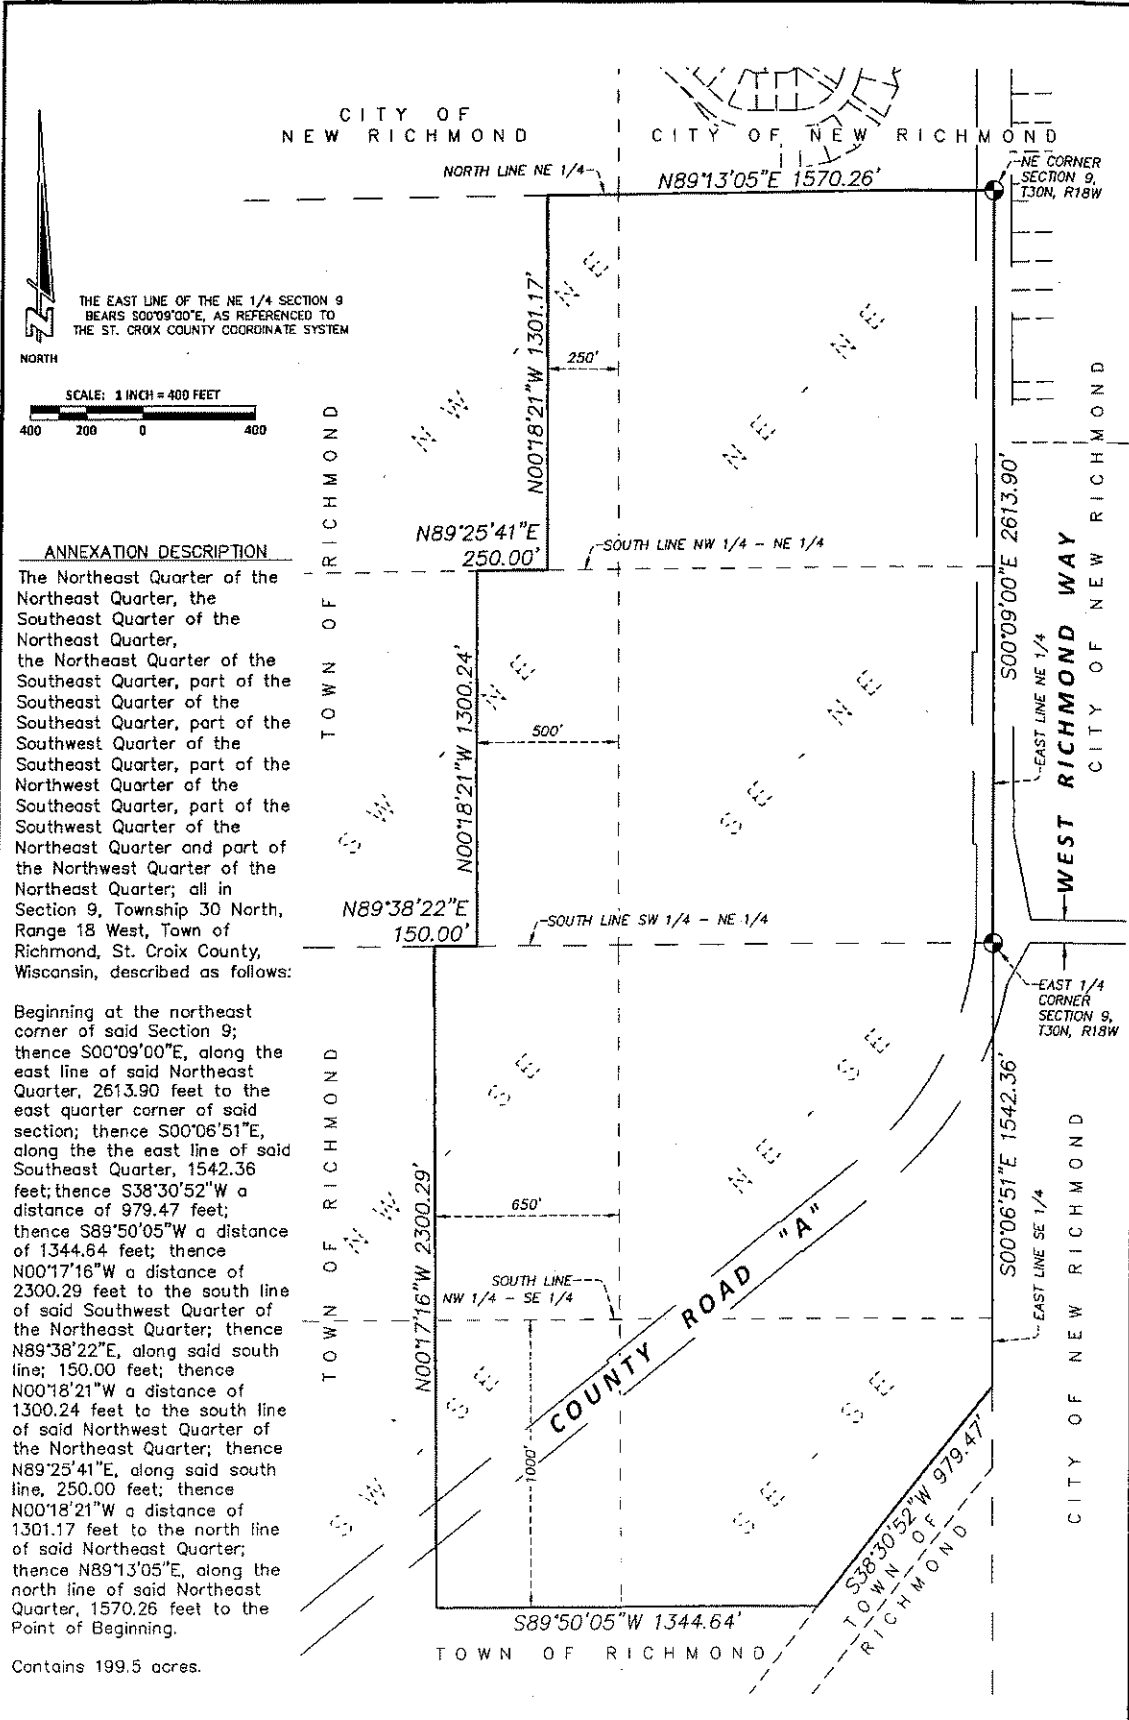 CITY OF
NEW RICHMOND
CITY OF NEW RICHMOND
NORTH LINE NE 1/4
N89°13'05"E 1570.26'
NE CORNER
SECTION 9,
T30N, R18W
THE EAST LINE OF THE NE 1/4 SECTION 9
BEARS S00°09'00"E, AS REFERENCED TO
THE ST. CROIX COUNTY COORDINATE SYSTEM
N
NORTH
SCALE: 1 INCH = 400 FEET
400 200 0 400
N00°18'21"W 1301.17'
250'
NW - NE
NE - NE
TOWN OF RICHMOND
N89°25'41"E
250.00'
SOUTH LINE NW 1/4 - NE 1/4
S00°09'00"E 2613.90'
EAST LINE NE 1/4
WEST RICHMOND WAY
CITY OF NEW RICHMOND
N00°18'21"W 1300.24'
500'
SW - NE
SE - NE
N89°38'22"E
150.00'
SOUTH LINE SW 1/4 - NE 1/4
EAST 1/4
CORNER
SECTION 9,
T30N, R18W
TOWN OF RICHMOND
N00°17'16"W 2300.29'
650'
NW - SE
NE - SE
S00°06'51"E 1542.36'
EAST LINE SE 1/4
CITY OF NEW RICHMOND
SOUTH LINE
NW 1/4 - SE 1/4
COUNTY ROAD "A"
1000'
SW - SE
SE - SE
S38°30'52"W 979.47'
TOWN OF
RICHMOND
S89°50'05"W 1344.64'
TOWN OF RICHMOND
ANNEXATION DESCRIPTION
The Northeast Quarter of the
Northeast Quarter, the
Southeast Quarter of the
Northeast Quarter,
the Northeast Quarter of the
Southeast Quarter, part of the
Southeast Quarter of the
Southeast Quarter, part of the
Southwest Quarter of the
Southeast Quarter, part of the
Northwest Quarter of the
Southeast Quarter, part of the
Southwest Quarter of the
Northeast Quarter and part of
the Northwest Quarter of the
Northeast Quarter; all in
Section 9, Township 30 North,
Range 18 West, Town of
Richmond, St. Croix County,
Wisconsin, described as follows:
Beginning at the northeast
corner of said Section 9;
thence S00°09'00"E, along the
east line of said Northeast
Quarter, 2613.90 feet to the
east quarter corner of said
section; thence S00°06'51"E,
along the the east line of said
Southeast Quarter, 1542.36
feet; thence S38°30'52"W a
distance of 979.47 feet;
thence S89°50'05"W a distance
of 1344.64 feet; thence
N00°17'16"W a distance of
2300.29 feet to the south line
of said Southwest Quarter of
the Northeast Quarter; thence
N89°38'22"E, along said south
line; 150.00 feet; thence
N00°18'21"W a distance of
1300.24 feet to the south line
of said Northwest Quarter of
the Northeast Quarter; thence
N89°25'41"E, along said south
line, 250.00 feet; thence
N00°18'21"W a distance of
1301.17 feet to the north line
of said Northeast Quarter;
thence N89°13'05"E, along the
north line of said Northeast
Quarter, 1570.26 feet to the
Point of Beginning.
Contains 199.5 acres.